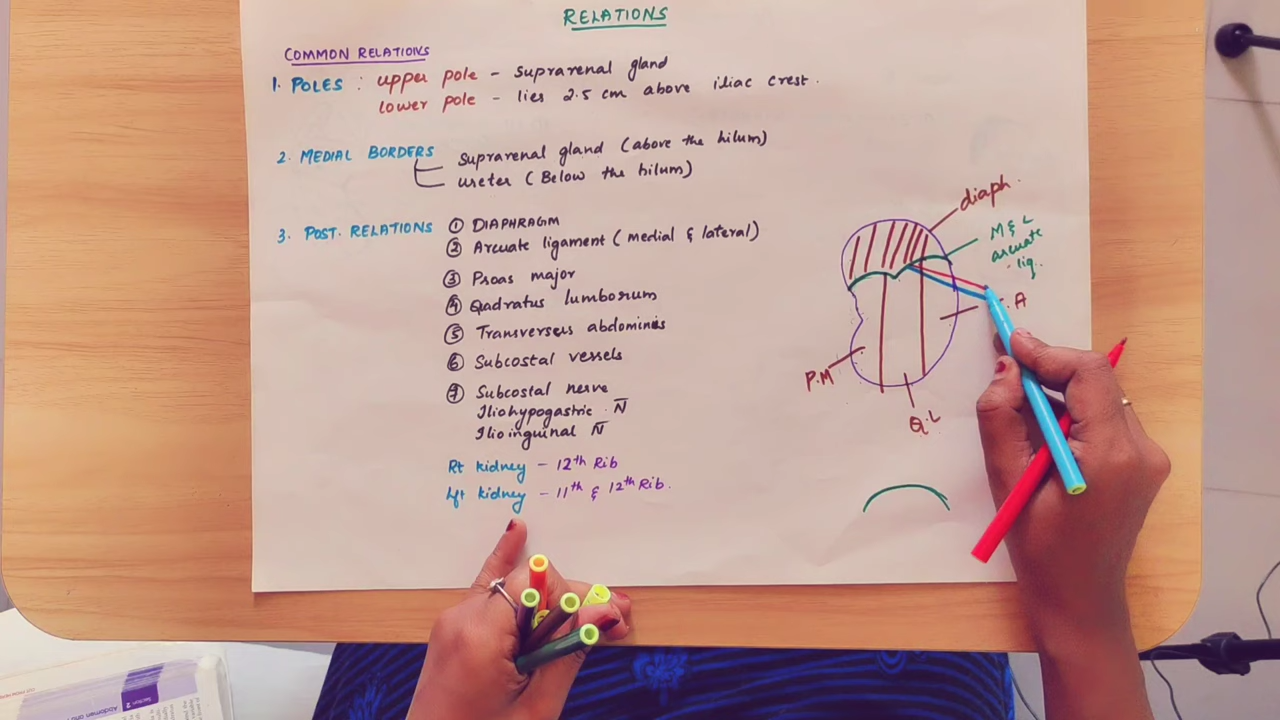 RELATIONS
COMMON RELATIONS
1. POLES : upper pole - suprarenal gland
lower pole - lies 2.5 cm above iliac crest.
2. MEDIAL BORDERS suprarenal gland (above the hilum)
ureter (Below the hilum)
3. POST. RELATIONS ① DIAPHRAGM
② Arcuate ligament (medial & lateral)
③ Psoas major
④ Qadratus lumborum
⑤ Transversus abdominis
⑥ Subcostal vessels
⑦ Subcostal nerve
Iliohypogastric N̅
Ilioinguinal N̅
Rt kidney - 12th Rib
Lft kidney - 11th & 12th Rib.
diaph.
M & L
arcuate
lig.
. A
P.M
Q.L
Section 2